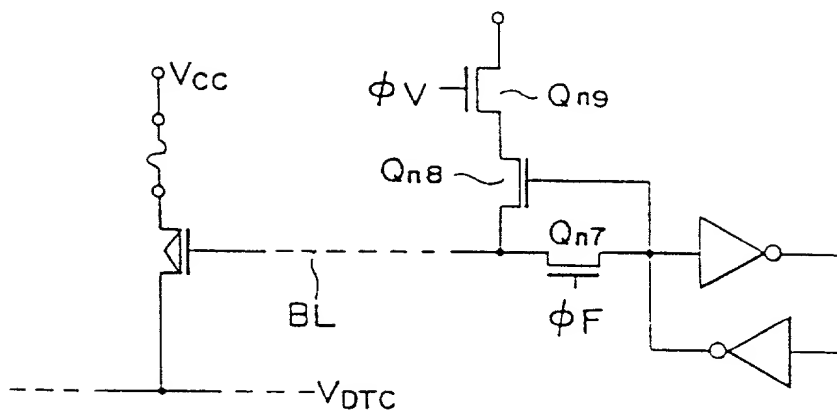 VCC
ϕV
Qn9
Qn8
Qn7
BL
ϕF
VDTC